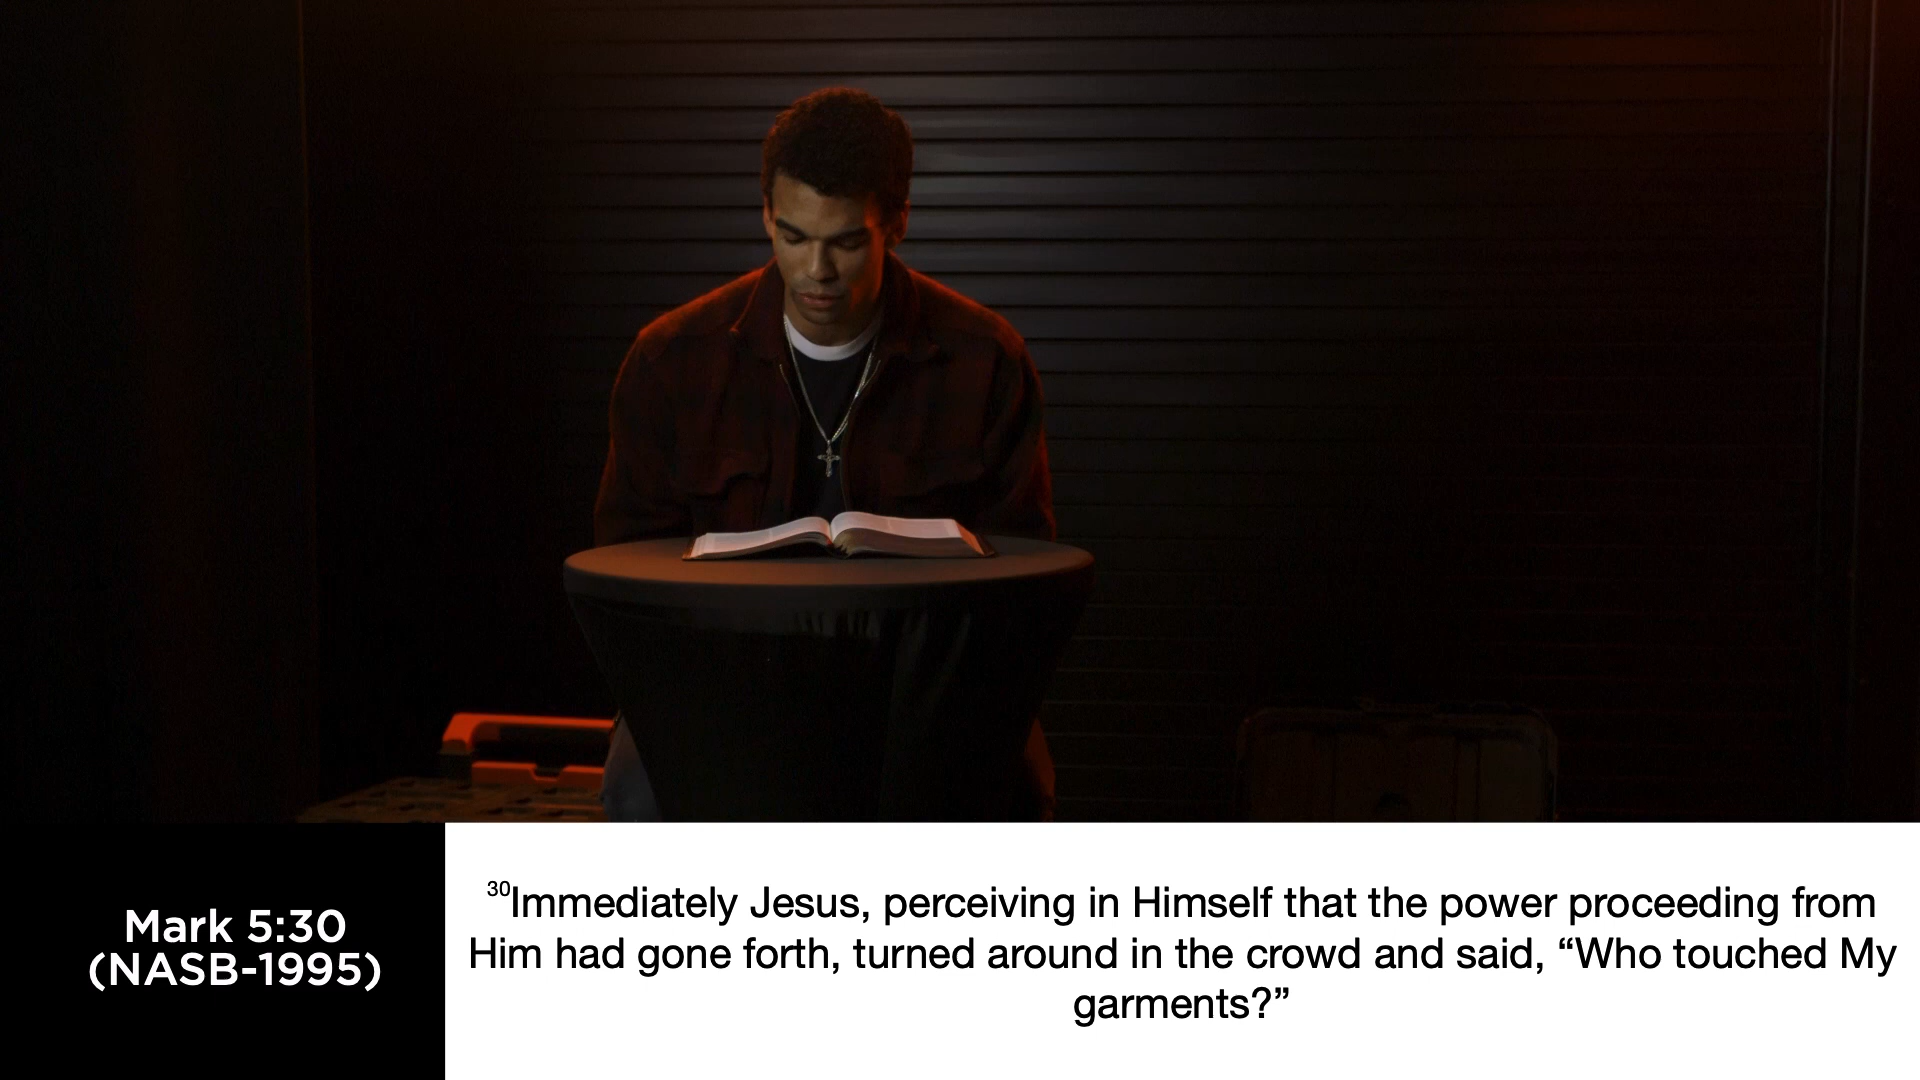 Mark 5:30
(NASB-1995)
30Immediately Jesus, perceiving in Himself that the power proceeding from
Him had gone forth, turned around in the crowd and said, “Who touched My
garments?”